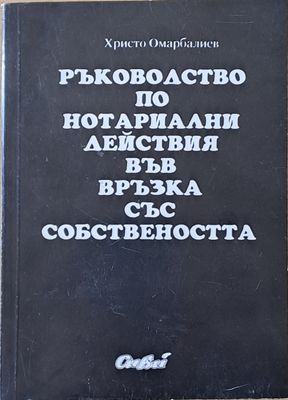 Христо Омарбалиев
РЪКОВОДСТВО
ПО
НОТАРИАЛНИ
ДЕЙСТВИЯ
ВЪВ
ВРЪЗКА
СЪС
СОБСТВЕНОСТТА
Сиби